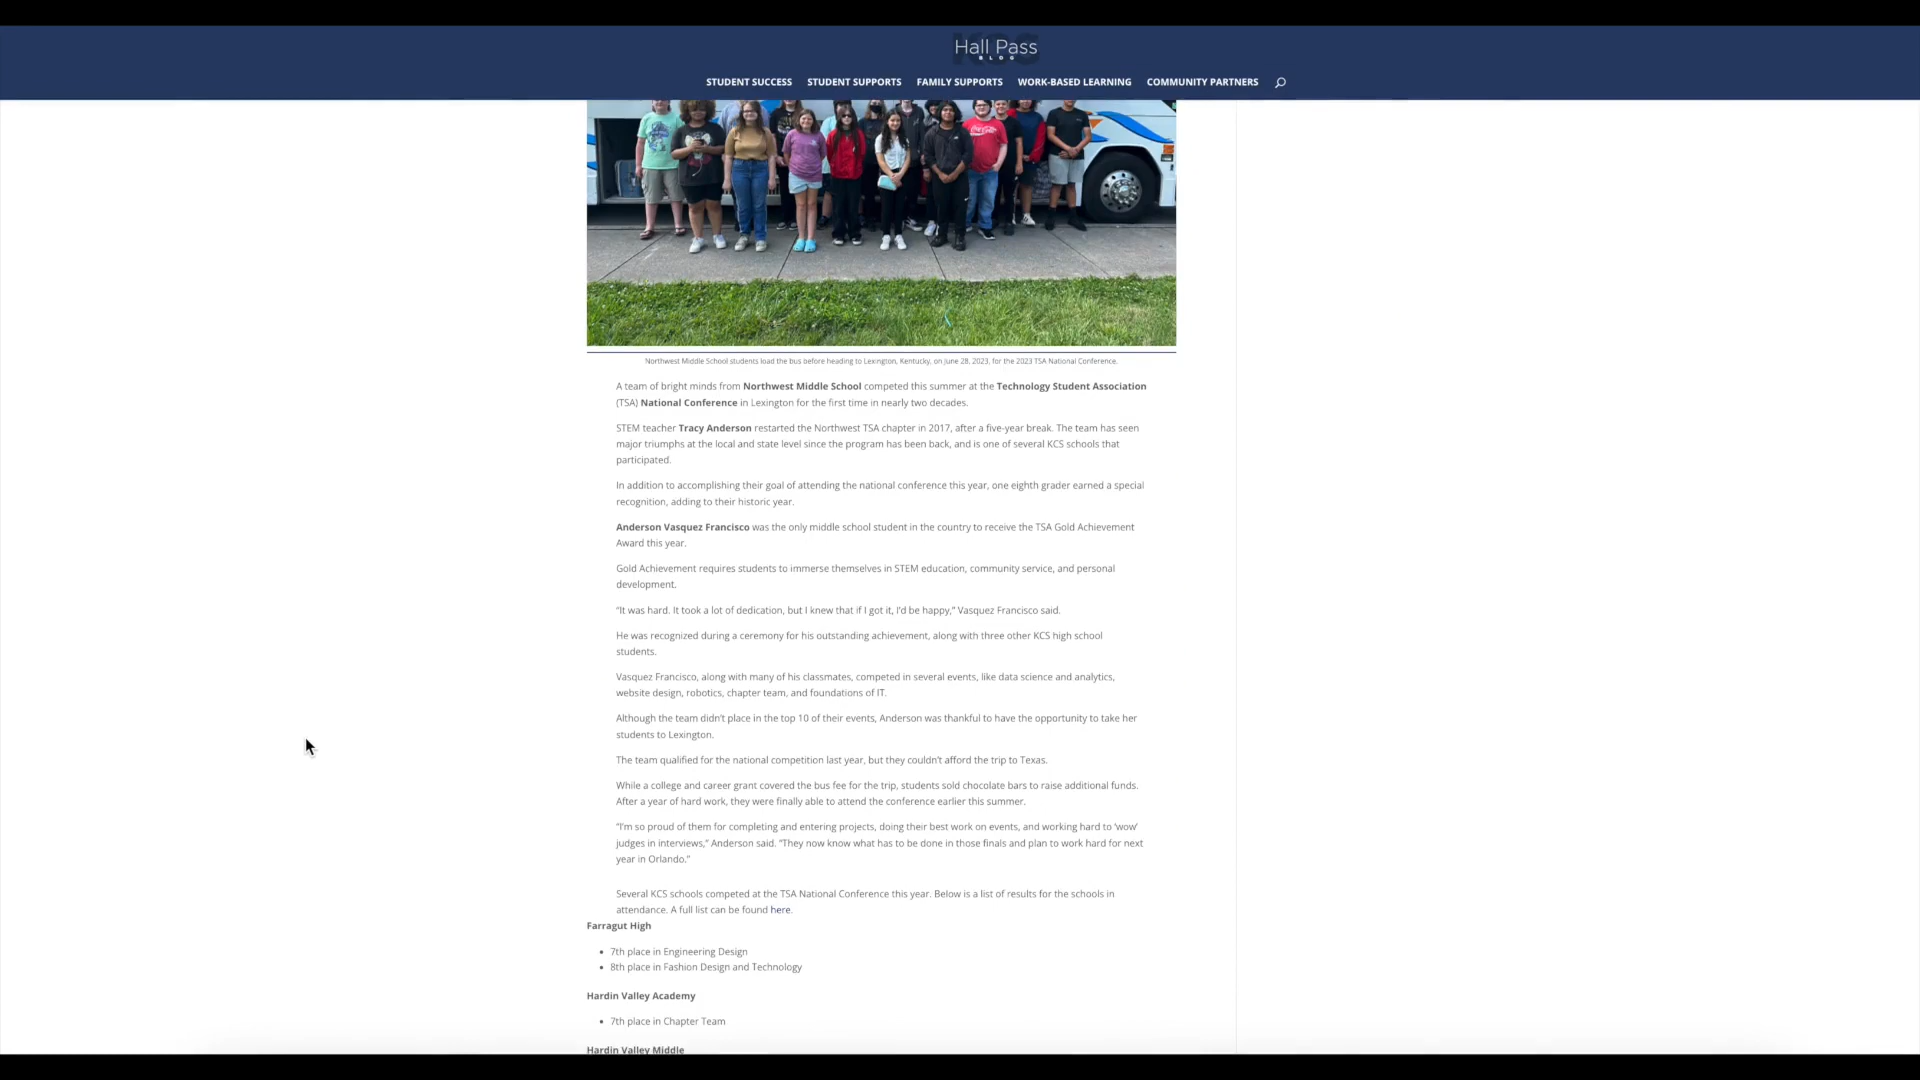 Hall Pass
BLOG
STUDENT SUCCESS STUDENT SUPPORTS FAMILY SUPPORTS WORK-BASED LEARNING COMMUNITY PARTNERS
Northwest Middle School students load the bus before heading to Lexington, Kentucky, on June 28, 2023, for the 2023 TSA National Conference.
A team of bright minds from Northwest Middle School competed this summer at the Technology Student Association
(TSA) National Conference in Lexington for the first time in nearly two decades.
STEM teacher Tracy Anderson restarted the Northwest TSA chapter in 2017, after a five-year break. The team has seen
major triumphs at the local and state level since the program has been back, and is one of several KCS schools that
participated.
In addition to accomplishing their goal of attending the national conference this year, one eighth grader earned a special
recognition, adding to their historic year.
Anderson Vasquez Francisco was the only middle school student in the country to receive the TSA Gold Achievement
Award this year.
Gold Achievement requires students to immerse themselves in STEM education, community service, and personal
development.
“It was hard. It took a lot of dedication, but I knew that if I got it, I’d be happy,” Vasquez Francisco said.
He was recognized during a ceremony for his outstanding achievement, along with three other KCS high school
students.
Vasquez Francisco, along with many of his classmates, competed in several events, like data science and analytics,
website design, robotics, chapter team, and foundations of IT.
Although the team didn’t place in the top 10 of their events, Anderson was thankful to have the opportunity to take her
students to Lexington.
The team qualified for the national competition last year, but they couldn’t afford the trip to Texas.
While a college and career grant covered the bus fee for the trip, students sold chocolate bars to raise additional funds.
After a year of hard work, they were finally able to attend the conference earlier this summer.
“I’m so proud of them for completing and entering projects, doing their best work on events, and working hard to ‘wow’
judges in interviews,” Anderson said. “They now know what has to be done in those finals and plan to work hard for next
year in Orlando.”
Several KCS schools competed at the TSA National Conference this year. Below is a list of results for the schools in
attendance. A full list can be found here.
Farragut High
• 7th place in Engineering Design
• 8th place in Fashion Design and Technology
Hardin Valley Academy
• 7th place in Chapter Team
Hardin Valley Middle